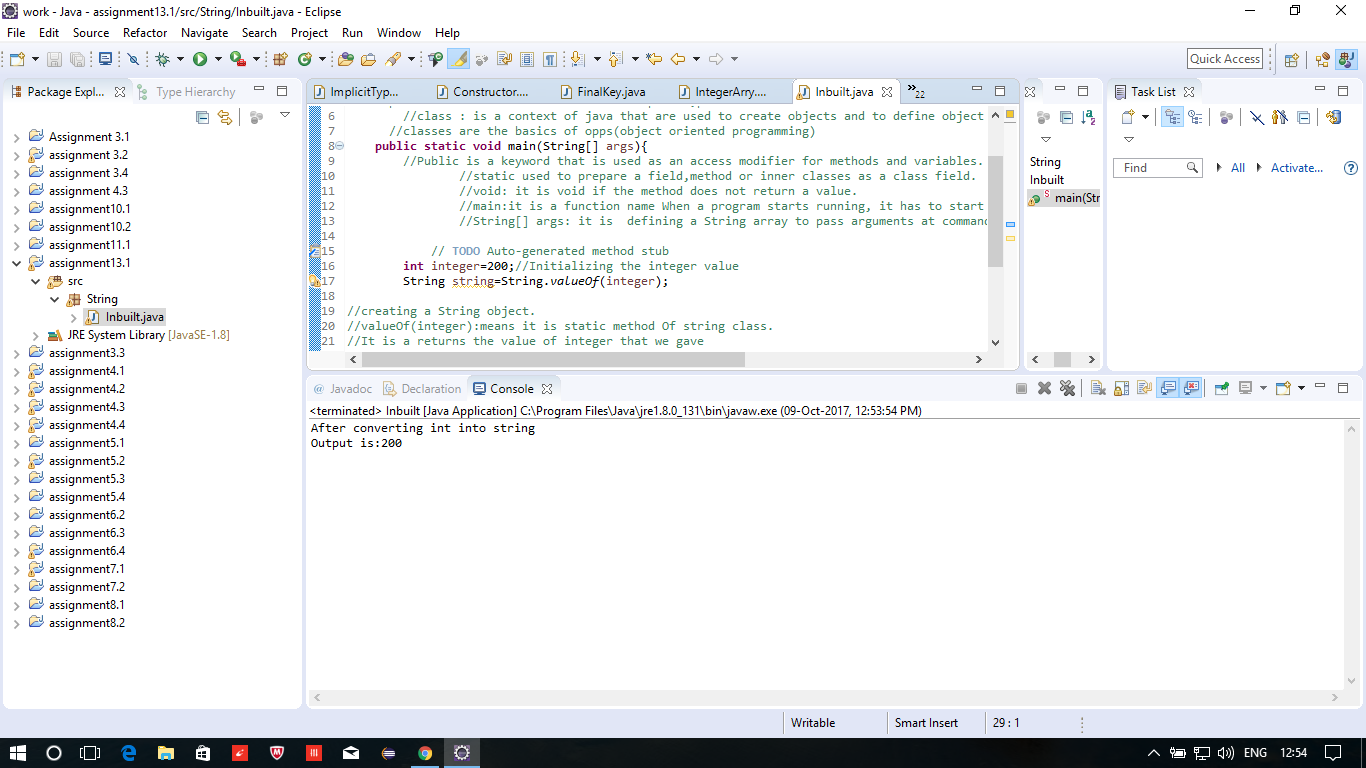 work - Java - assignment13.1/src/String/Inbuilt.java - Eclipse
File Edit Source Refactor Navigate Search Project Run Window Help
Quick Access
Package Expl... Type Hierarchy
Assignment 3.1
assignment 3.2
assignment 3.4
assignment 4.3
assignment10.1
assignment10.2
assignment11.1
assignment13.1
src
String
Inbuilt.java
JRE System Library [JavaSE-1.8]
assignment3.3
assignment4.1
assignment4.2
assignment4.3
assignment4.4
assignment5.1
assignment5.2
assignment5.3
assignment5.4
assignment6.2
assignment6.3
assignment6.4
assignment7.1
assignment7.2
assignment8.1
assignment8.2
ImplicitTyp... Constructor.... FinalKey.java IntegerArry.... Inbuilt.java »22
6 //class : is a context of java that are used to create objects and to define object
7 //classes are the basics of opps(object oriented programming)
8 public static void main(String[] args){
9 //Public is a keyword that is used as an access modifier for methods and variables.
10 //static used to prepare a field,method or inner classes as a class field.
11 //void: it is void if the method does not return a value.
12 //main:it is a function name When a program starts running, it has to start
13 //String[] args: it is  defining a String array to pass arguments at command
14
15 // TODO Auto-generated method stub
16 int integer=200;//Initializing the integer value
17 String string=String.valueOf(integer);
18
19 //creating a String object.
20 //valueOf(integer):means it is static method Of string class.
21 //It is a returns the value of integer that we gave
String
Inbuilt
S main(Str
Task List
Find All Activate...
@ Javadoc Declaration Console
<terminated> Inbuilt [Java Application] C:\Program Files\Java\jre1.8.0_131\bin\javaw.exe (09-Oct-2017, 12:53:54 PM)
After converting int into string
Output is:200
Writable Smart Insert 29 : 1
ENG 12:54